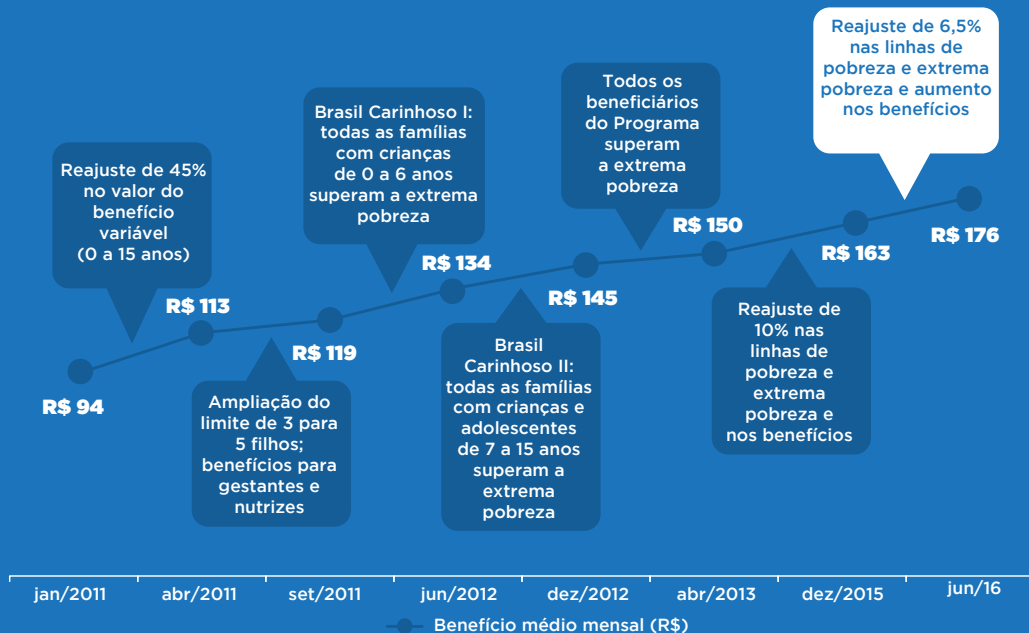 Reajuste de 45%
no valor do
benefício
variável
(0 a 15 anos)
Brasil Carinhoso I:
todas as famílias
com crianças
de 0 a 6 anos
superam a extrema
pobreza
Todos os
beneficiários
do Programa
superam
a extrema
pobreza
Reajuste de 6,5%
nas linhas de
pobreza e extrema
pobreza e aumento
nos benefícios
R$ 94
R$ 113
R$ 119
R$ 134
R$ 145
R$ 150
R$ 163
R$ 176
Ampliação do
limite de 3 para
5 filhos;
benefícios para
gestantes e
nutrizes
Brasil
Carinhoso II:
todas as famílias
com crianças e
adolescentes
de 7 a 15 anos
superam a
extrema
pobreza
Reajuste de
10% nas
linhas de
pobreza e
extrema
pobreza e
nos benefícios
jan/2011
abr/2011
set/2011
jun/2012
dez/2012
abr/2013
dez/2015
jun/16
Benefício médio mensal (R$)